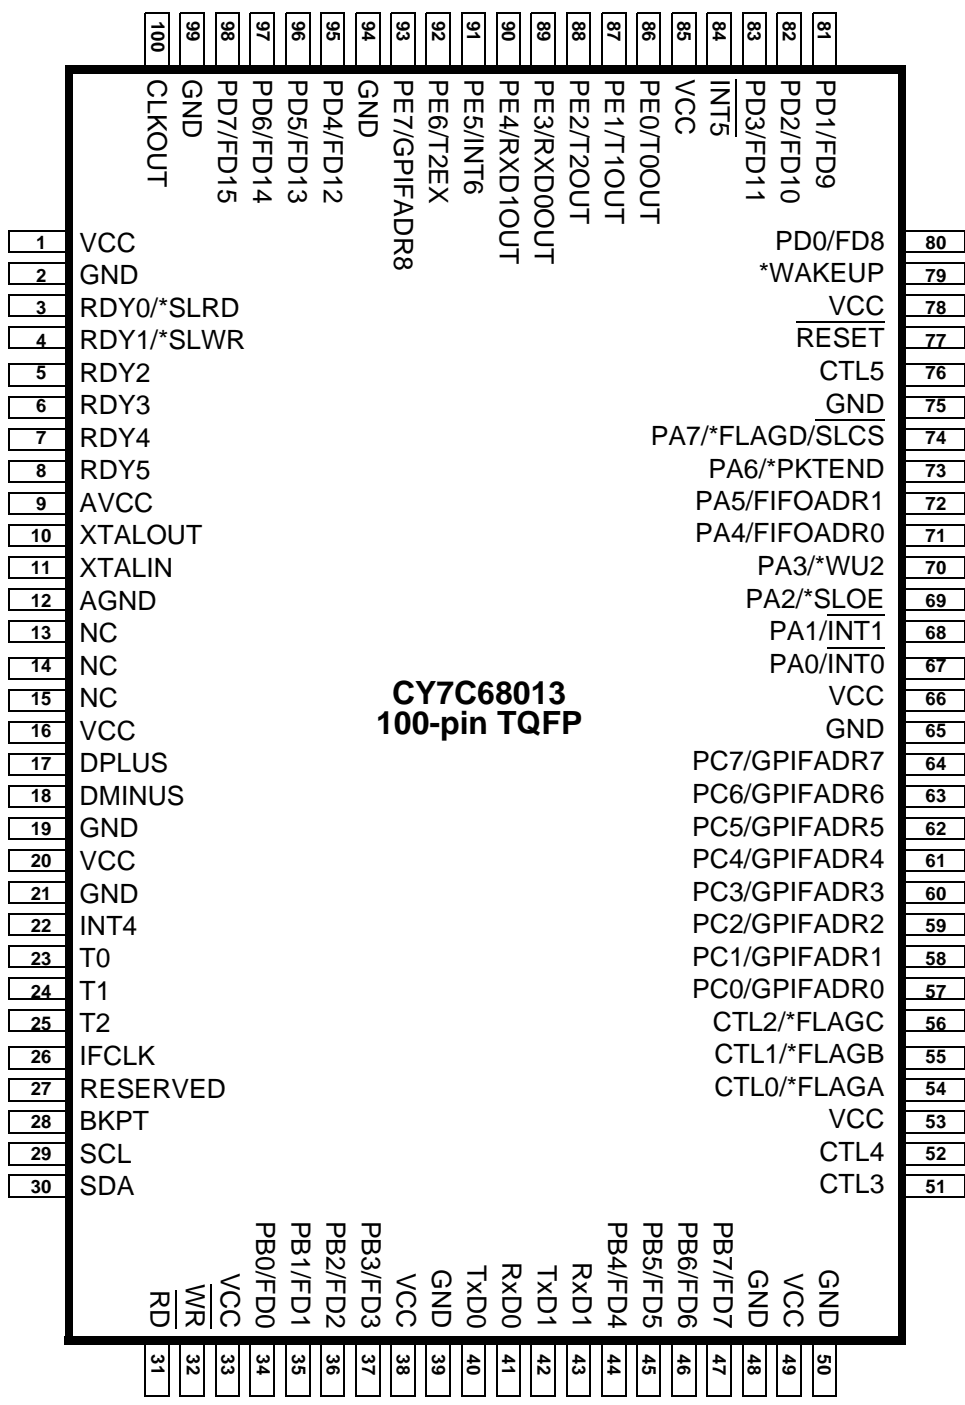 100
99
98
97
96
95
94
93
92
91
90
89
88
87
86
85
84
83
82
81
CLKOUT
GND
PD7/FD15
PD6/FD14
PD5/FD13
PD4/FD12
GND
PE7/GPIFADR8
PE6/T2EX
PE5/INT6
PE4/RXD1OUT
PE3/RXD0OUT
PE2/T2OUT
PE1/T1OUT
PE0/T0OUT
VCC
INT5
PD3/FD11
PD2/FD10
PD1/FD9
1 VCC
2 GND
3 RDY0/*SLRD
4 RDY1/*SLWR
5 RDY2
6 RDY3
7 RDY4
8 RDY5
9 AVCC
10 XTALOUT
11 XTALIN
12 AGND
13 NC
14 NC
15 NC
16 VCC
17 DPLUS
18 DMINUS
19 GND
20 VCC
21 GND
22 INT4
23 T0
24 T1
25 T2
26 IFCLK
27 RESERVED
28 BKPT
29 SCL
30 SDA
CY7C68013
100-pin TQFP
PD0/FD8 80
*WAKEUP 79
VCC 78
RESET 77
CTL5 76
GND 75
PA7/*FLAGD/SLCS 74
PA6/*PKTEND 73
PA5/FIFOADR1 72
PA4/FIFOADR0 71
PA3/*WU2 70
PA2/*SLOE 69
PA1/INT1 68
PA0/INT0 67
VCC 66
GND 65
PC7/GPIFADR7 64
PC6/GPIFADR6 63
PC5/GPIFADR5 62
PC4/GPIFADR4 61
PC3/GPIFADR3 60
PC2/GPIFADR2 59
PC1/GPIFADR1 58
PC0/GPIFADR0 57
CTL2/*FLAGC 56
CTL1/*FLAGB 55
CTL0/*FLAGA 54
VCC 53
CTL4 52
CTL3 51
RD
WR
VCC
PB0/FD0
PB1/FD1
PB2/FD2
PB3/FD3
VCC
GND
TxD0
RxD0
TxD1
RxD1
PB4/FD4
PB5/FD5
PB6/FD6
PB7/FD7
GND
VCC
GND
31
32
33
34
35
36
37
38
39
40
41
42
43
44
45
46
47
48
49
50